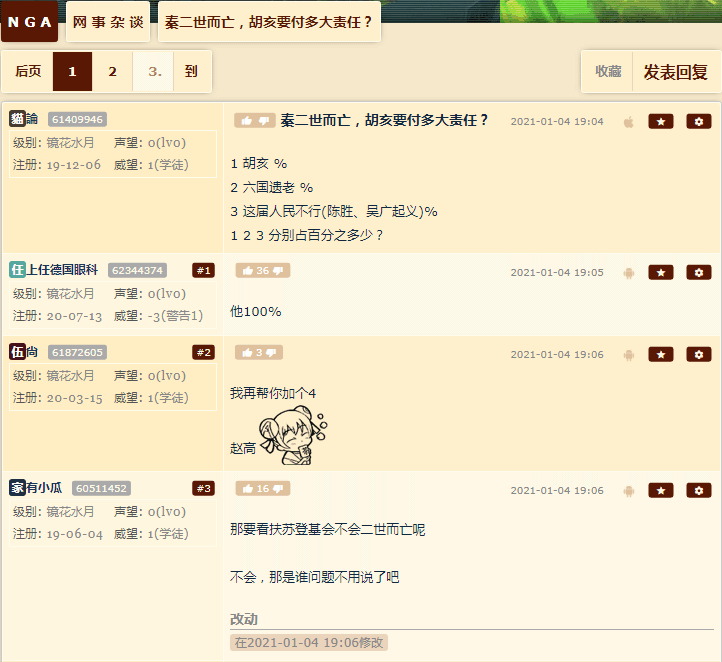 NGA 网事杂谈 秦二世而亡，胡亥要付多大责任？
后页 1 2 3. 到 收藏 发表回复
貓論 61409946 秦二世而亡，胡亥要付多大责任？ 2021-01-04 19:04
级别: 镜花水月 声望: 0(lv0)
注册: 19-12-06 威望: 1(学徒)
1 胡亥 %
2 六国遗老 %
3 这届人民不行(陈胜、吴广起义)%
1 2 3 分别占百分之多少？
任上任德国眼科 62344374 #1 36 2021-01-04 19:05
级别: 镜花水月 声望: 0(lv0)
注册: 20-07-13 威望: -3(警告1)
他100%
伍尚 61872605 #2 3 2021-01-04 19:06
级别: 镜花水月 声望: 0(lv0)
注册: 20-03-15 威望: 1(学徒)
我再帮你加个4
赵高
家有小瓜 60511452 #3 16 2021-01-04 19:06
级别: 镜花水月 声望: 0(lv0)
注册: 19-06-04 威望: 1(学徒)
那要看扶苏登基会不会二世而亡呢
不会，那是谁问题不用说了吧
改动
在2021-01-04 19:06修改